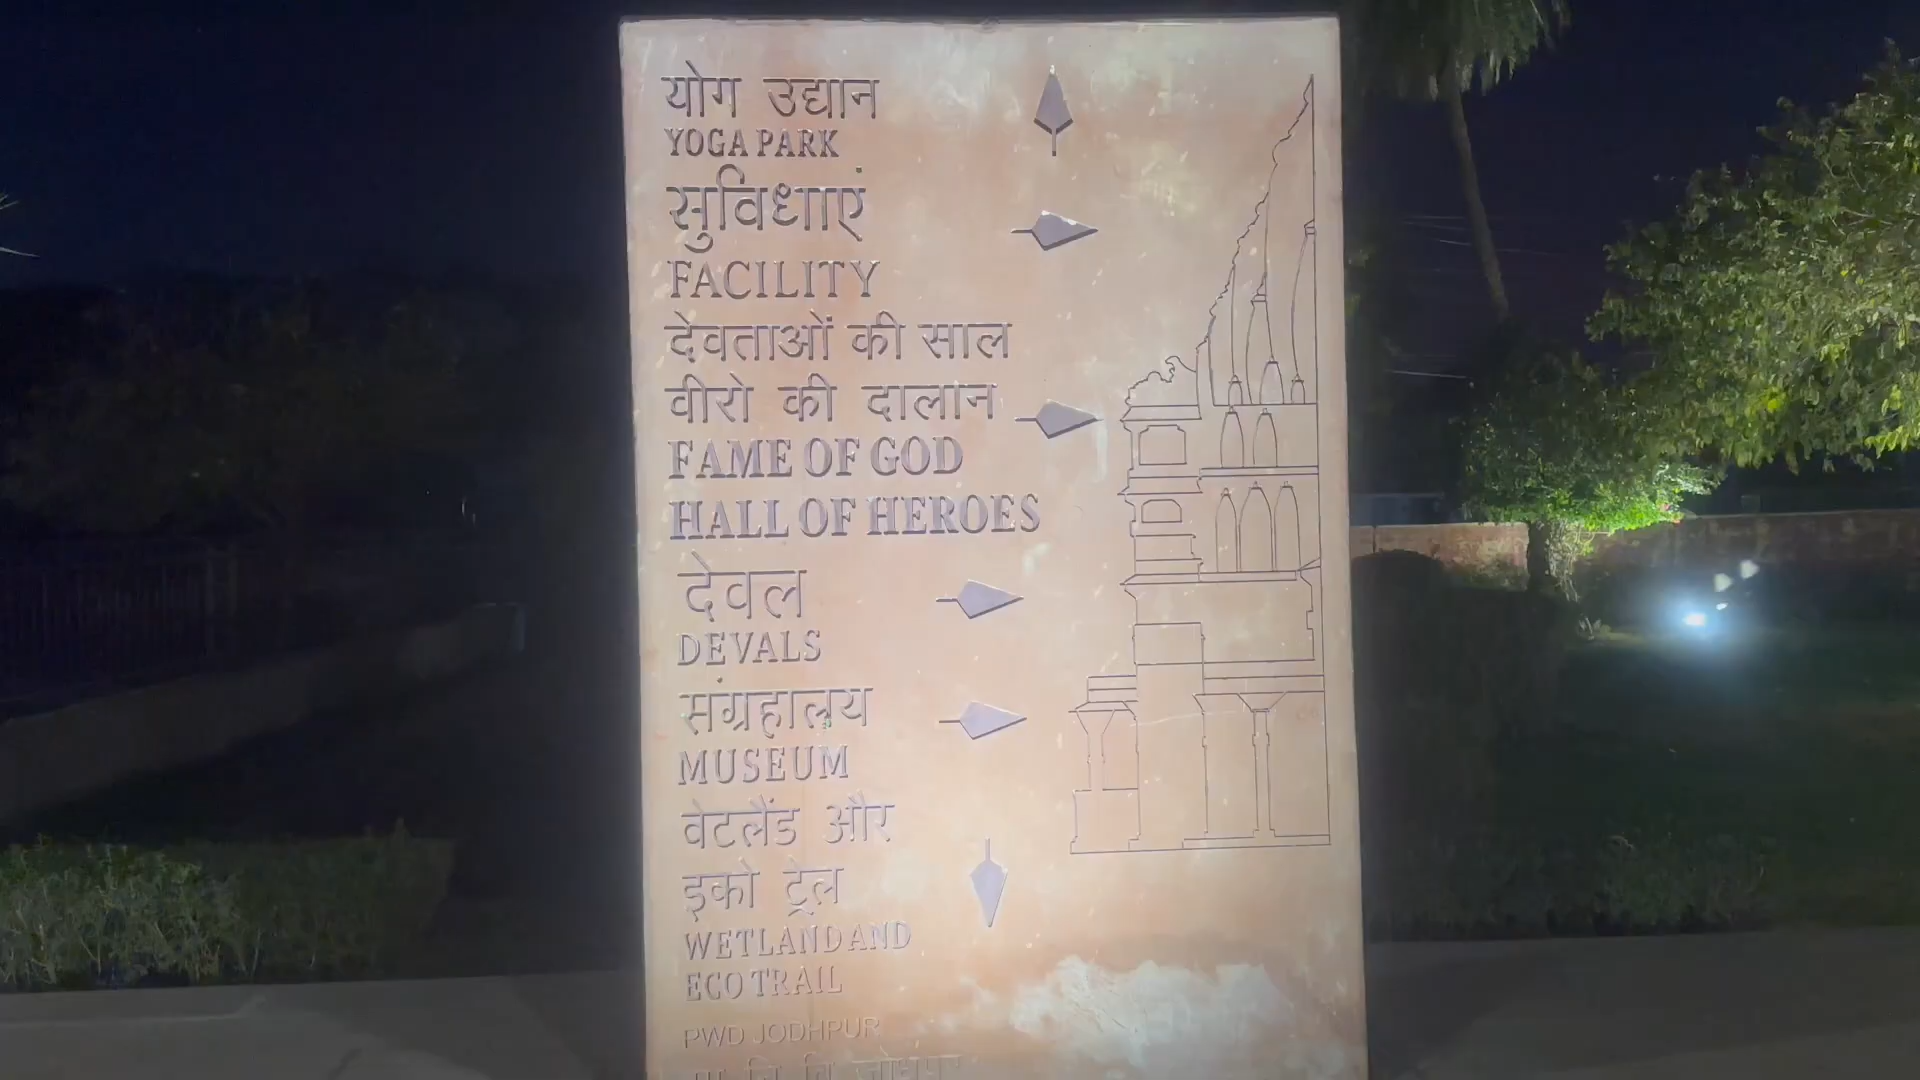 योग उद्यान
YOGA PARK
सुविधाएं
FACILITY
देवताओं की साल
वीरो की दालान
FAME OF GOD
HALL OF HEROES
देवल
DEVALS
संग्रहालय
MUSEUM
वेटलैंड और
इको ट्रेल
WETLAND AND
ECO TRAIL
PWD JODHPUR